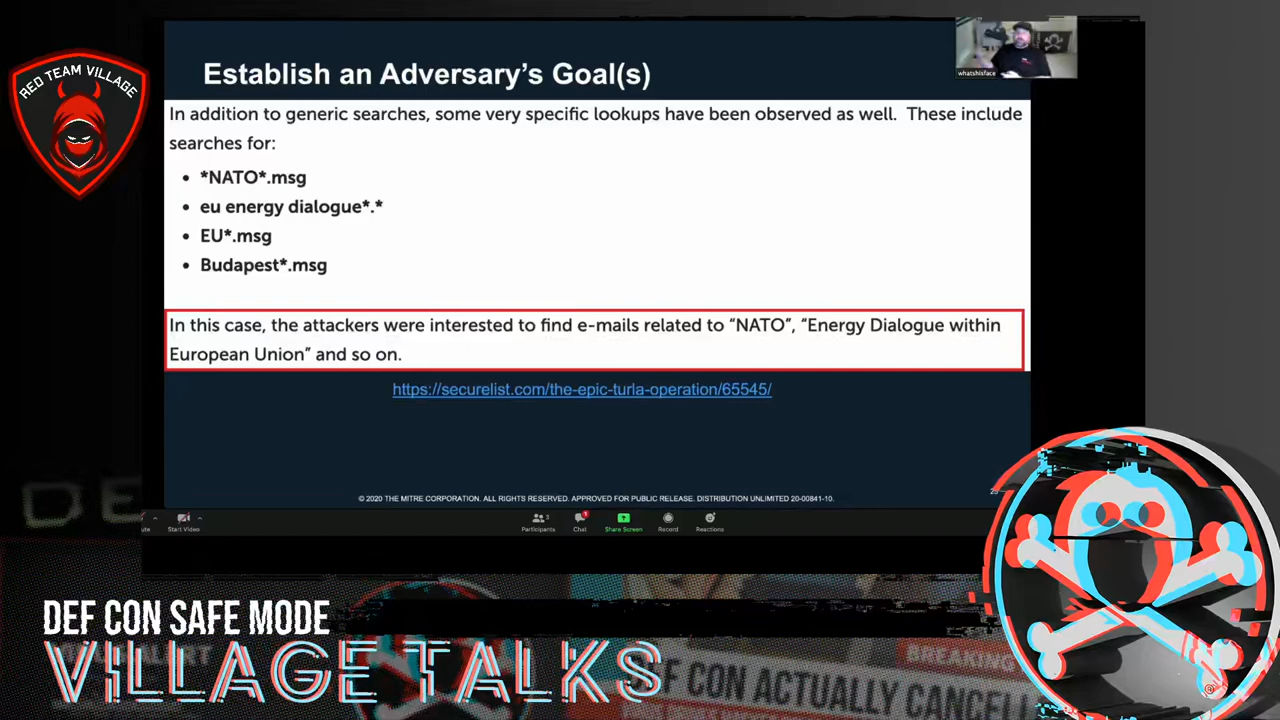 RED TEAM VILLAGE
Establish an Adversary's Goal(s)
whatshisface
In addition to generic searches, some very specific lookups have been observed as well. These include
searches for:
• *NATO*.msg
• eu energy dialogue*.*
• EU*.msg
• Budapest*.msg
In this case, the attackers were interested to find e-mails related to “NATO”, “Energy Dialogue within
European Union” and so on.
https://securelist.com/the-epic-turla-operation/65545/
© 2020 THE MITRE CORPORATION. ALL RIGHTS RESERVED. APPROVED FOR PUBLIC RELEASE. DISTRIBUTION UNLIMITED 20-00841-10.
Start Video
3
Participants
1
Chat
Share Screen
Record
Reactions
DEF CON SAFE MODE
VILLAGE TALKS
BREAKING
DEF CON ACTUALLY CANCEL